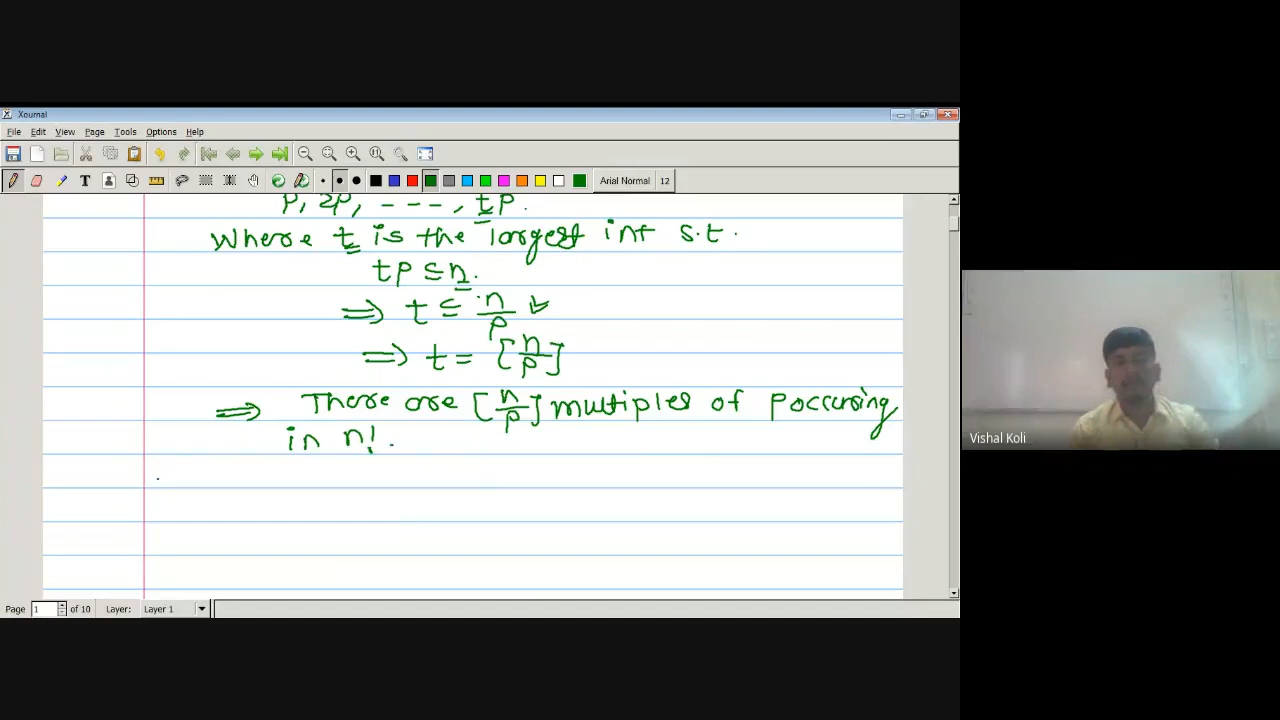 Xournal
File Edit View Page Tools Options Help
Arial Normal 12
p, 2p, - - - , tp.
Where t is the largest int s.t.
tp ≤ n.
⇒ t ≤ n/p
⇒ t = [n/p]
⇒ There are [n/p] multiples of p occuring
in n!.
Vishal Koli
Page 1 of 10 Layer: Layer 1